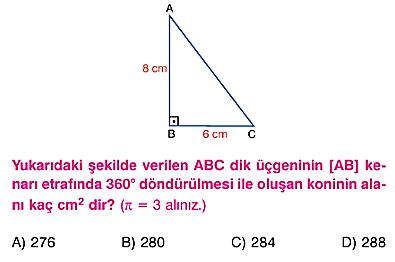 A
8 cm
B
6 cm
C
Yukarıdaki şekilde verilen ABC dik üçgeninin [AB] ke-
narı etrafında 360° döndürülmesi ile oluşan koninin ala-
nı kaç cm² dir? (π = 3 alınız.)
A) 276 B) 280 C) 284 D) 288